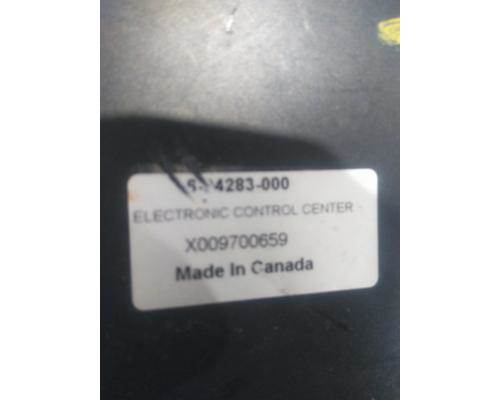 4283-000
ELECTRONIC CONTROL CENTER -
X009700659
Made In Canada